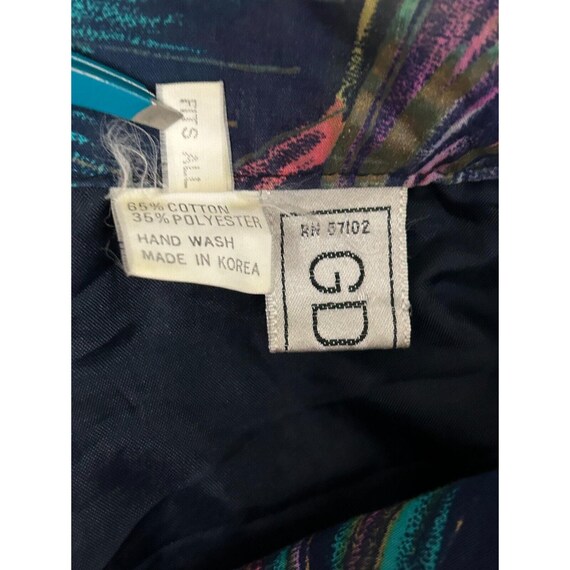 FITS ALL
65% COTTON
35% POLYESTER
HAND WASH
MADE IN KOREA
RN 57102
GD